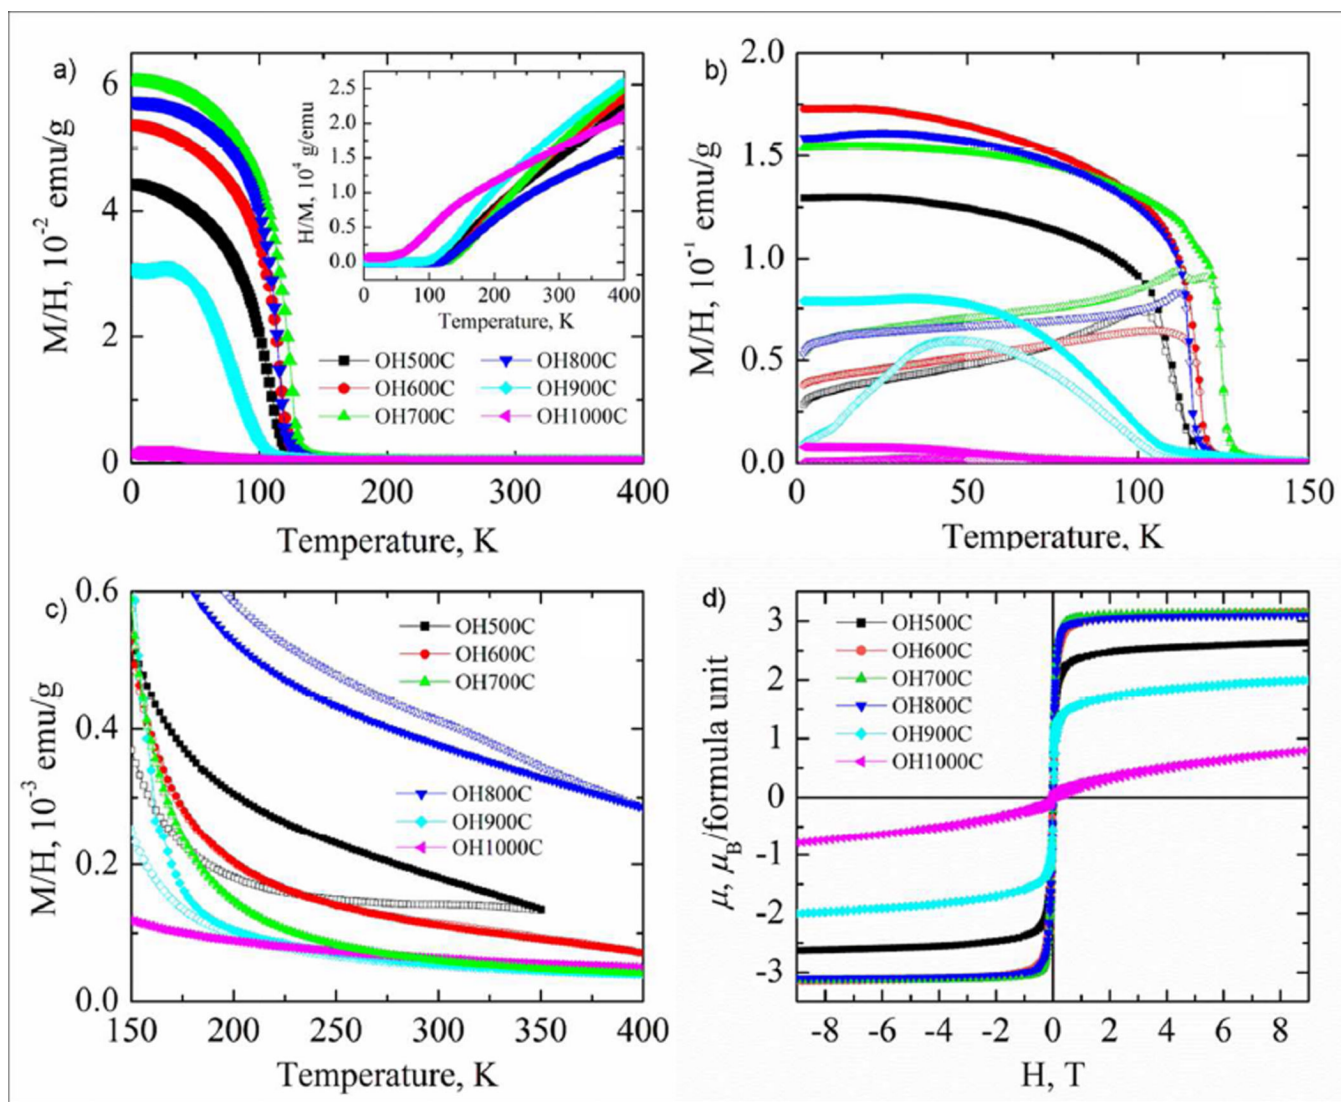 a)
M/H, 10⁻² emu/g
6
4
2
0
0
100
200
300
400
Temperature, K
H/M, 10⁴ g/emu
2.5
2.0
1.5
1.0
0.5
0.0
0
100
200
300
400
Temperature, K
OH500C
OH600C
OH700C
OH800C
OH900C
OH1000C
b)
M/H, 10⁻¹ emu/g
2.0
1.5
1.0
0.5
0.0
0
50
100
150
Temperature, K
c)
M/H, 10⁻³ emu/g
0.6
0.4
0.2
0.0
150
200
250
300
350
400
Temperature, K
OH500C
OH600C
OH700C
OH800C
OH900C
OH1000C
d)
μ, μB/formula unit
3
2
1
0
-1
-2
-3
-8
-6
-4
-2
0
2
4
6
8
H, T
OH500C
OH600C
OH700C
OH800C
OH900C
OH1000C